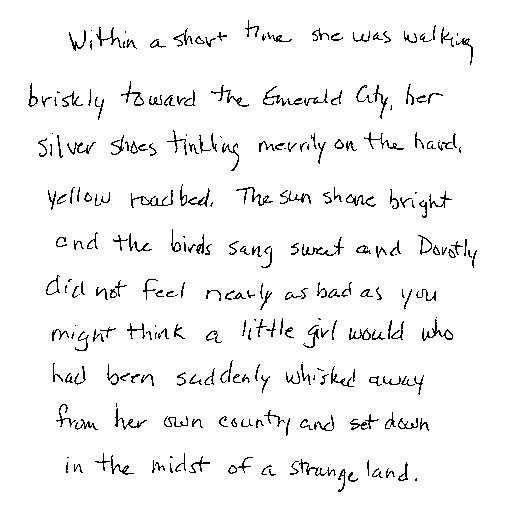 Within a short time she was walking
briskly toward the Emerald City, her
silver shoes tinkling merrily on the hard,
yellow roadbed. The sun shone bright
and the birds sang sweet and Dorothy
did not feel nearly as bad as you
might think a little girl would who
had been suddenly whisked away
from her own country and set down
in the midst of a strange land.